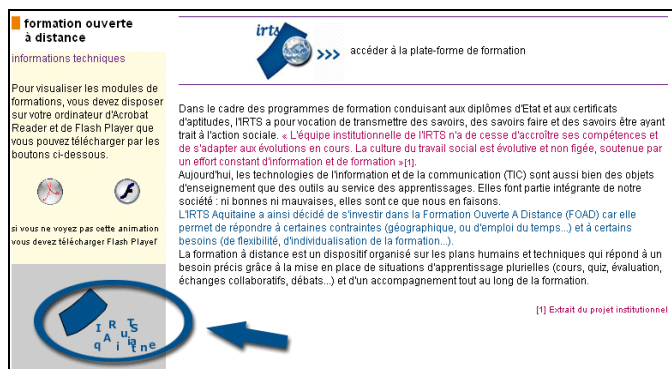 formation ouverte
à distance
informations techniques
Pour visualiser les modules de
formations, vous devez disposer
sur votre ordinateur d'Acrobat
Reader et de Flash Player que
vous pouvez télécharger par les
boutons ci-dessous.
si vous ne voyez pas cette animation
vous devez télécharger Flash Player
I R T S
A q u i t a i n e
irts
>>> accéder à la plate-forme de formation
Dans le cadre des programmes de formation conduisant aux diplômes d'Etat et aux certificats
d'aptitudes, l'IRTS a pour vocation de transmettre des savoirs, des savoirs faire et des savoirs être ayant
trait à l'action sociale. « L'équipe institutionnelle de l'IRTS n'a de cesse d'accroître ses compétences et
de s'adapter aux évolutions en cours. La culture du travail social est évolutive et non figée, soutenue par
un effort constant d'information et de formation »[1].
Aujourd'hui, les technologies de l'information et de la communication (TIC) sont aussi bien des objets
d'enseignement que des outils au service des apprentissages. Elles font partie intégrante de notre
société : ni bonnes ni mauvaises, elles sont ce que nous en faisons.
L'IRTS Aquitaine a ainsi décidé de s'investir dans la Formation Ouverte A Distance (FOAD) car elle
permet de répondre à certaines contraintes (géographique, ou d'emploi du temps...) et à certains
besoins (de flexibilité, d'individualisation de la formation...).
La formation à distance est un dispositif organisé sur les plans humains et techniques qui répond à un
besoin précis grâce à la mise en place de situations d'apprentissage plurielles (cours, quiz, évaluation,
échanges collaboratifs, débats...) et d'un accompagnement tout au long de la formation.
[1] Extrait du projet institutionnel